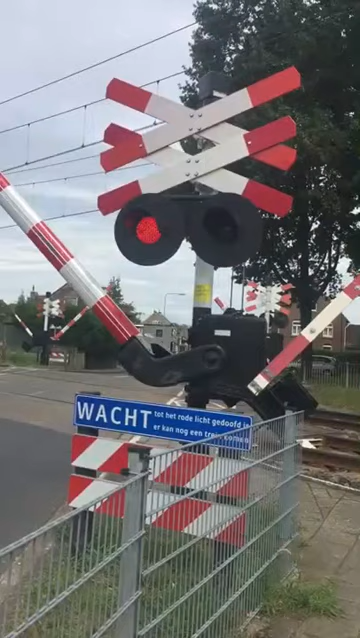 WACHT tot het rode licht gedoofd is
er kan nog een trein komen